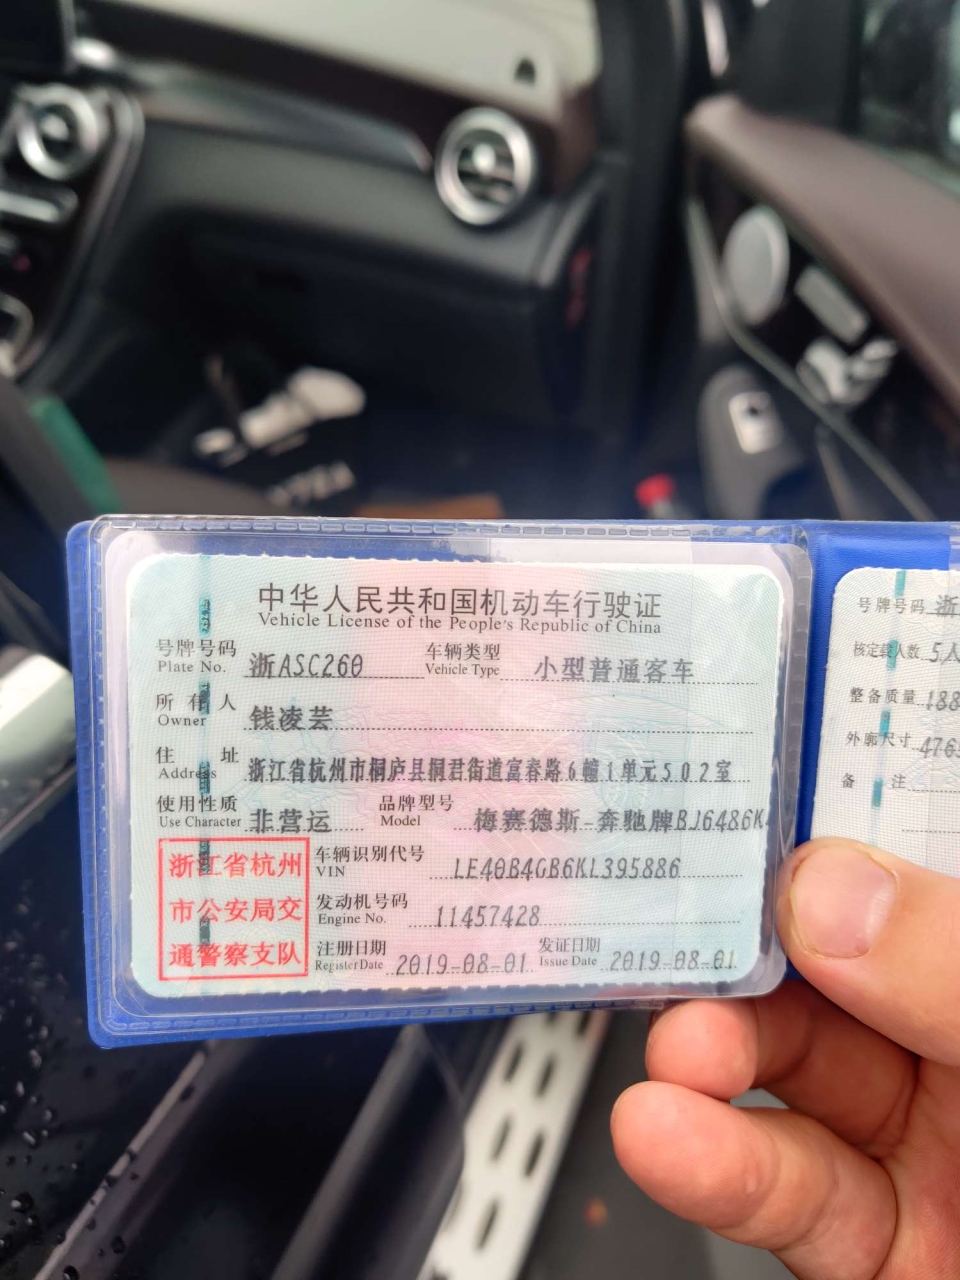 中华人民共和国机动车行驶证
Vehicle License of the People's Republic of China
号牌号码 浙ASC260 车辆类型 小型普通客车
Plate No. Vehicle Type
所有人 钱凌芸
Owner
住址 浙江省杭州市桐庐县桐君街道富春路6幢1单元502室
Address
使用性质 非营运 品牌型号 梅赛德斯-奔驰牌BJ6486K
Use Character Model
浙江省杭州
市公安局交
通警察支队
车辆识别代号 LE40B4GB6KL395886
VIN
发动机号码 11457428
Engine No.
注册日期 2019-08-01 发证日期 2019-08-01
Register Date Issue Date
号牌号码 浙
核定载人数 5人
整备质量 188
外廓尺寸 476
备注